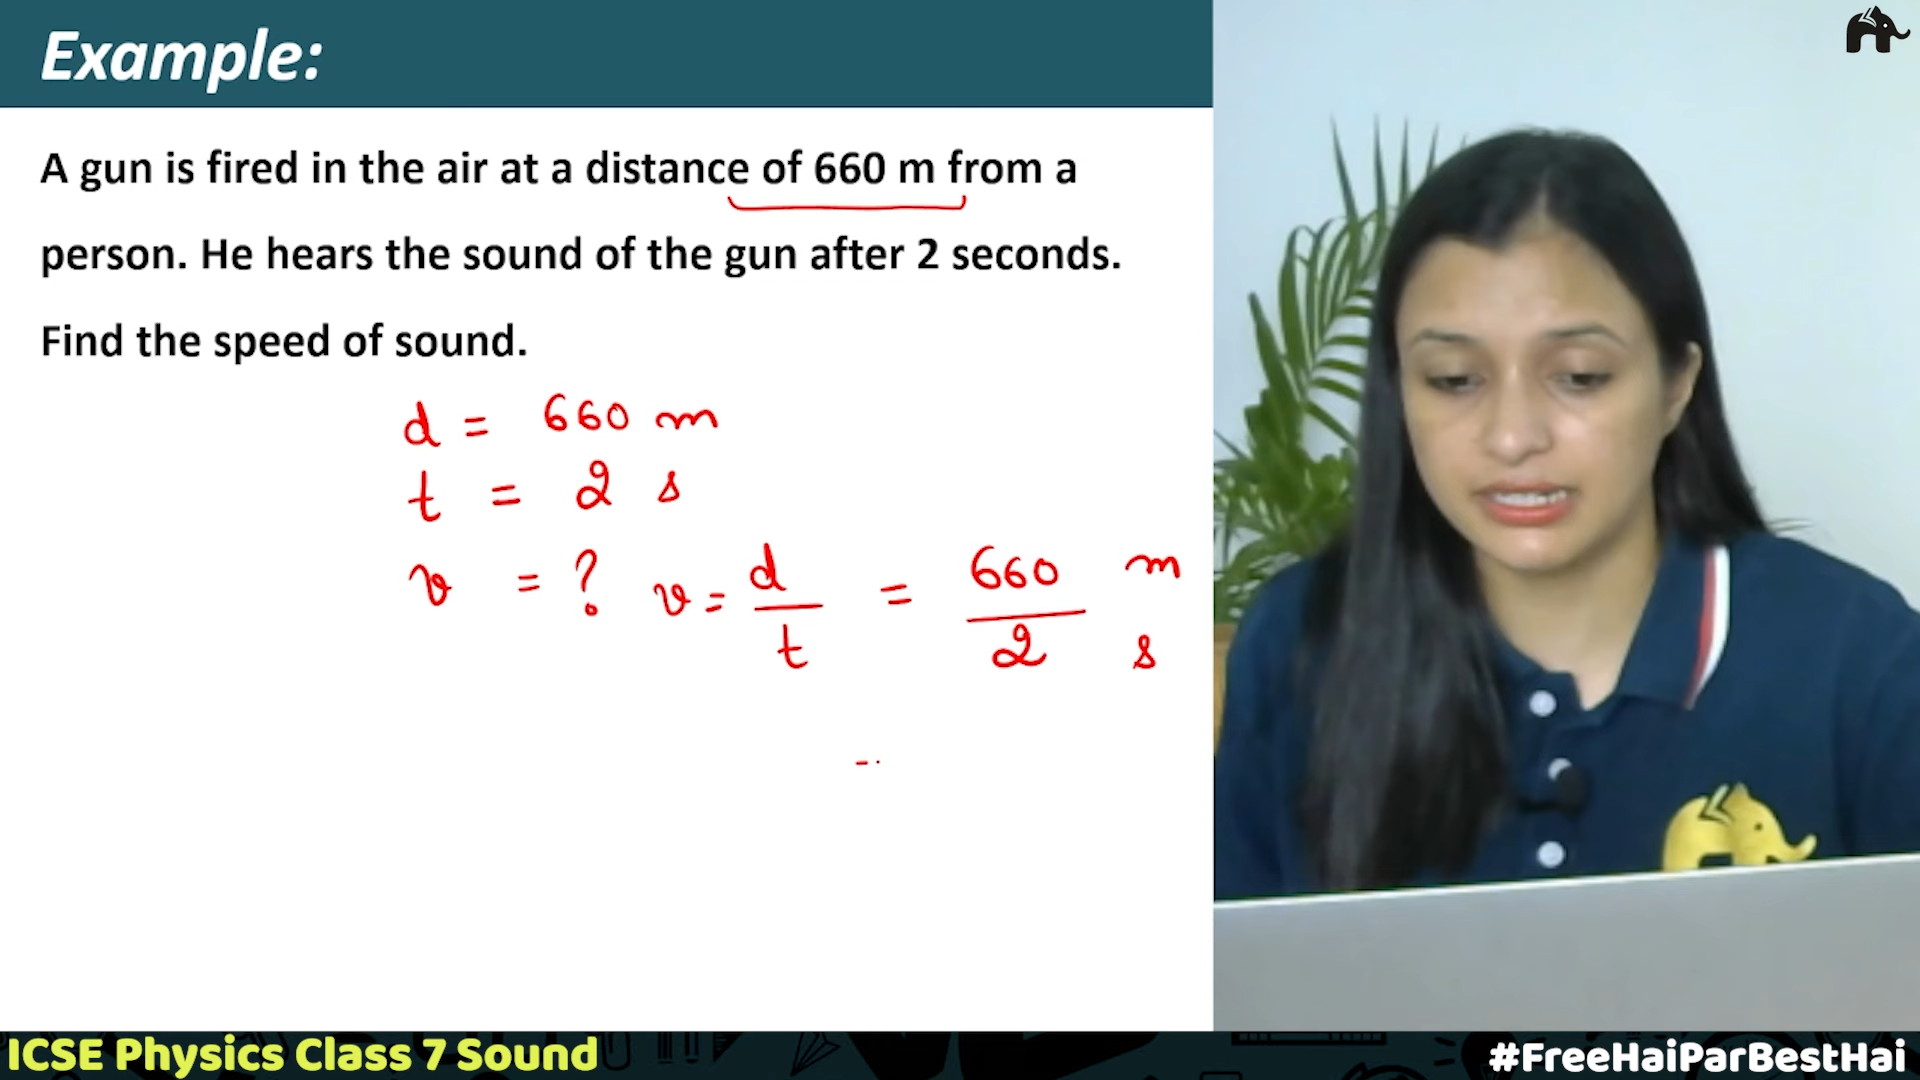 Example:
A gun is fired in the air at a distance of 660 m from a
person. He hears the sound of the gun after 2 seconds.
Find the speed of sound.
d = 660 m
t = 2 s
v = ? v = d/t = 660/2 m/s
=
ICSE Physics Class 7 Sound
#FreeHaiParBestHai